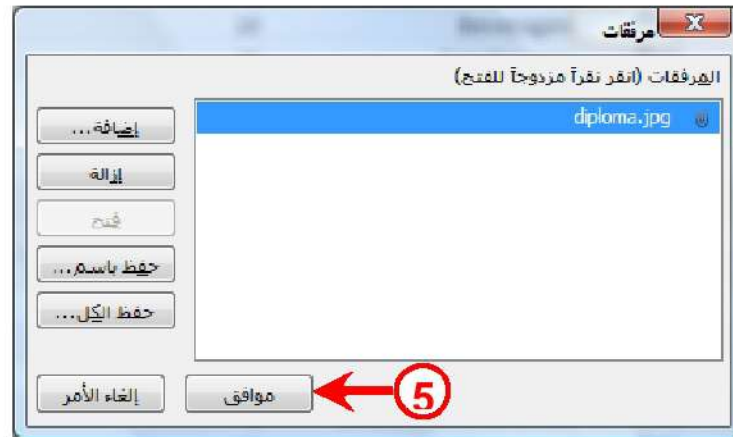 مرفقات
المرفقات (انقر نقراً مزدوجاً للفتح)
diploma.jpg
إضافة...
إزالة
فتح
حفظ باسم...
حفظ الكل...
موافق
إلغاء الأمر
5